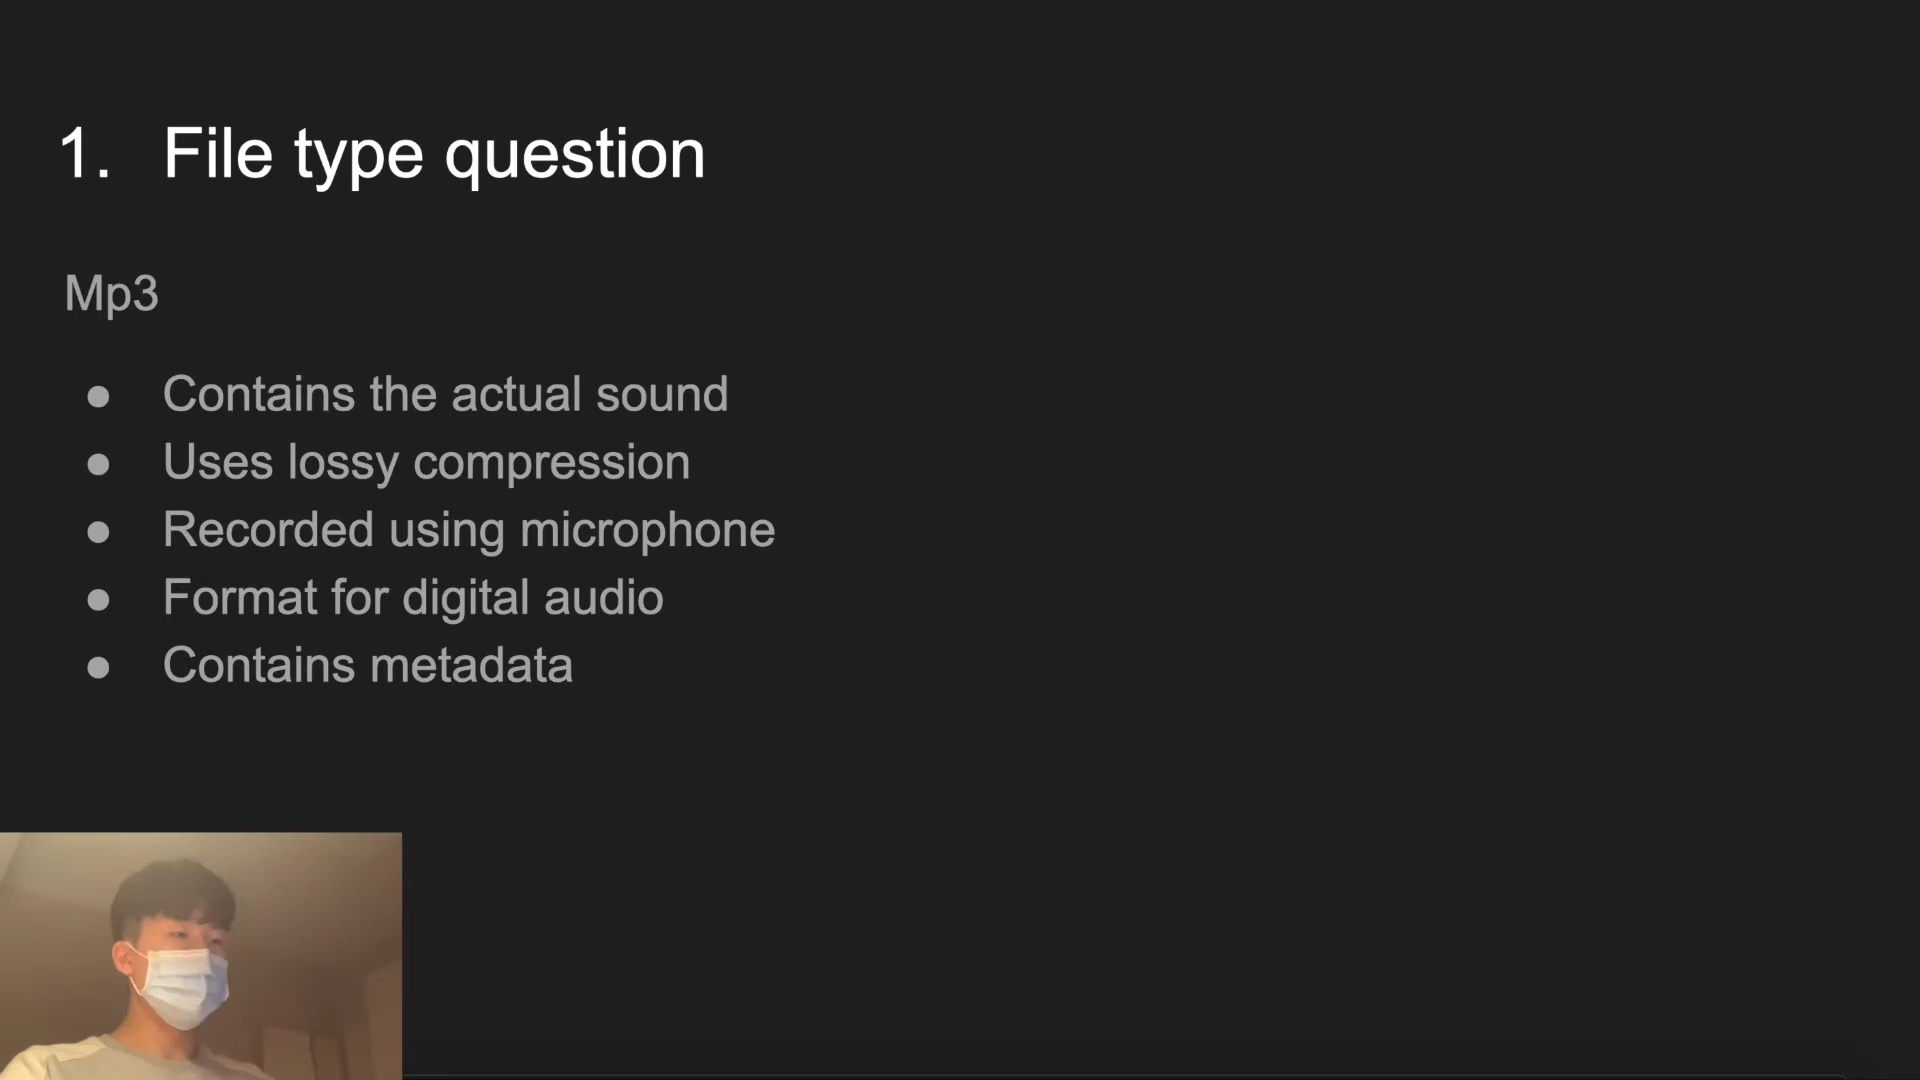 1. File type question
Mp3
● Contains the actual sound
● Uses lossy compression
● Recorded using microphone
● Format for digital audio
● Contains metadata